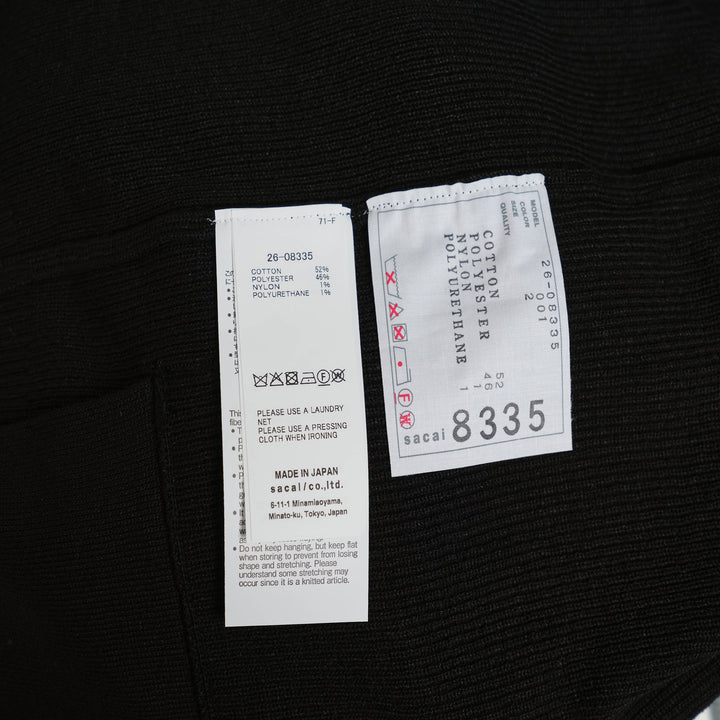 71-F
26-08335
COTTON 52%
POLYESTER 46%
NYLON 1%
POLYURETHANE 1%
PLEASE USE A LAUNDRY
NET
PLEASE USE A PRESSING
CLOTH WHEN IRONING
MADE IN JAPAN
sacai/co.,ltd.
6-11-1 Minamiaoyama,
Minato-ku, Tokyo, Japan
This
fibe
• Do not keep hanging, but keep flat
when storing to prevent from losing
shape and stretching. Please
understand some stretching may
occur since it is a knitted article.
MODEL 26-08335
COLOR 001
SIZE 2
QUALITY
COTTON 52
POLYESTER 46
NYLON 1
POLYURETHANE 1
sacai 8335